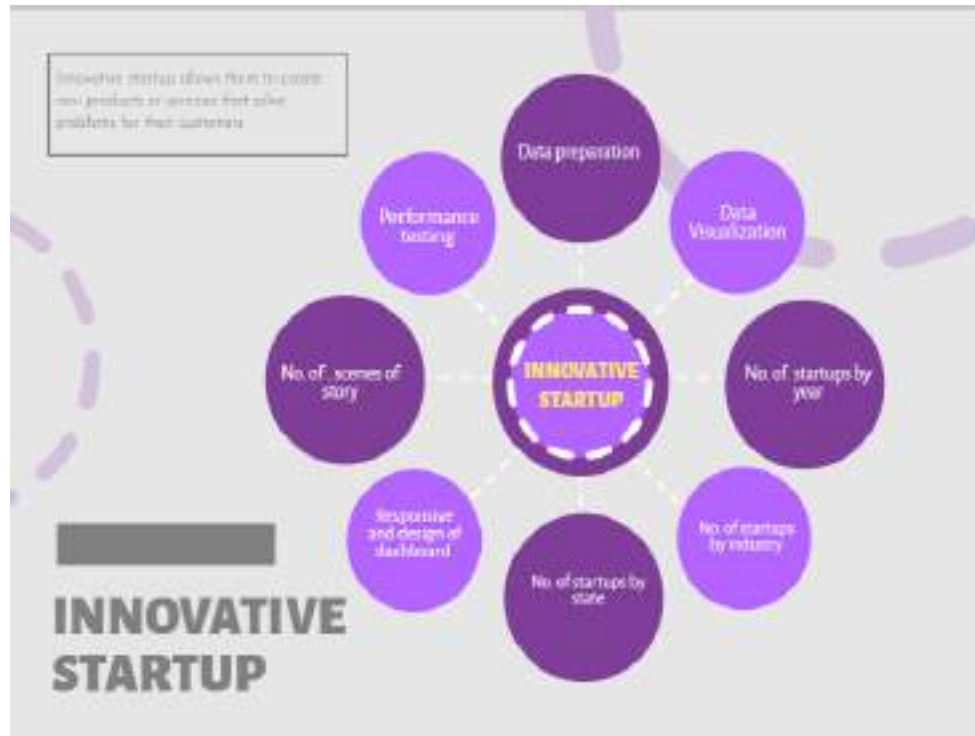 Innovative startup allows them to create
new products or services that solve
problems for their customers
Data preparation
Performance
testing
Data
Visualization
No. of scenes of
story
INNOVATIVE
STARTUP
No. of startups by
year
Responsive
and design of
dashboard
No. of startups
by industry
No. of startups by
state
INNOVATIVE
STARTUP